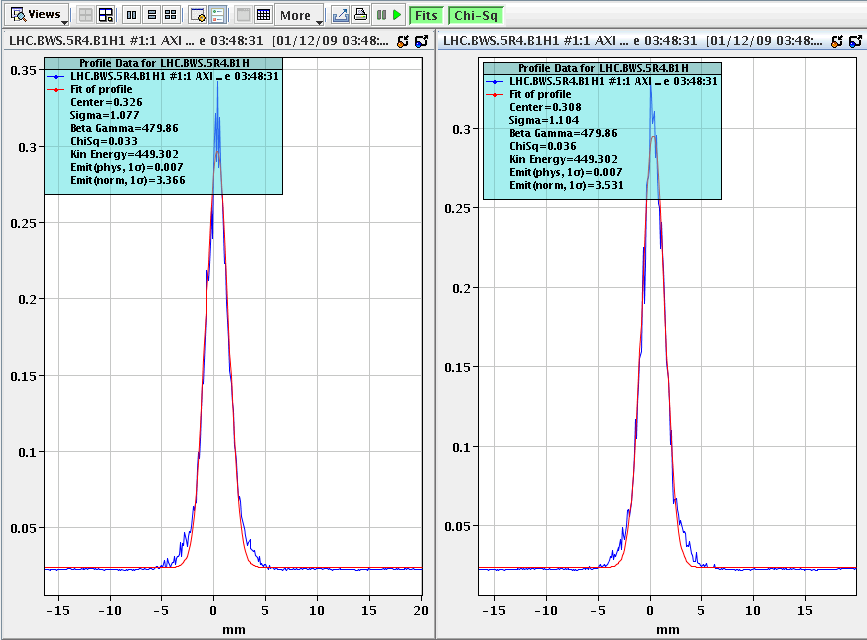 Views More Fits Chi-Sq
LHC.BWS.5R4.B1H1 #1:1 AXI ... e 03:48:31 [01/12/09 03:48:...
Profile Data for LHC.BWS.5R4.B1H
LHC.BWS.5R4.B1H1 #1:1 AXI ... e 03:48:31
Fit of profile
Center=0.326
Sigma=1.077
Beta Gamma=479.86
ChiSq=0.033
Kin Energy=449.302
Emit(phys, 1σ)=0.007
Emit(norm, 1σ)=3.366
0.35
0.3
0.25
0.2
0.15
0.1
0.05
-15 -10 -5 0 5 10 15 20
mm
LHC.BWS.5R4.B1H1 #1:1 AXI ... e 03:48:31 [01/12/09 03:48:...
Profile Data for LHC.BWS.5R4.B1H
LHC.BWS.5R4.B1H1 #1:1 AXI ... e 03:48:31
Fit of profile
Center=0.308
Sigma=1.104
Beta Gamma=479.86
ChiSq=0.036
Kin Energy=449.302
Emit(phys, 1σ)=0.007
Emit(norm, 1σ)=3.531
0.3
0.25
0.2
0.15
0.1
0.05
-15 -10 -5 0 5 10 15
mm